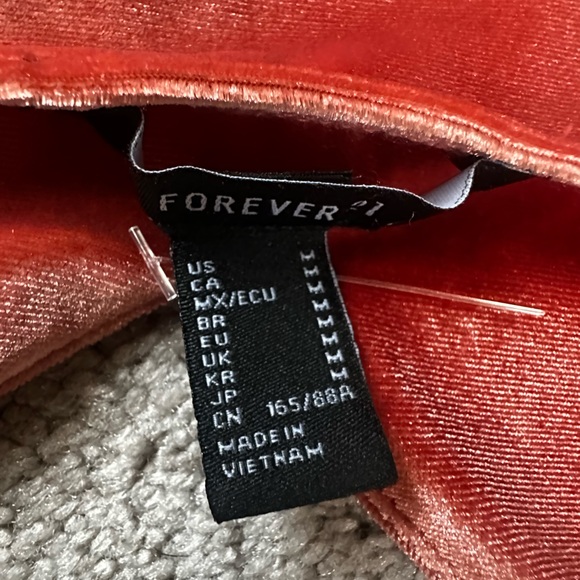 FOREVER 21
US M
CA M
MX/ECU M
BR M
EU M
UK M
KR M
JP M
CN 165/88A
MADE IN
VIETNAM